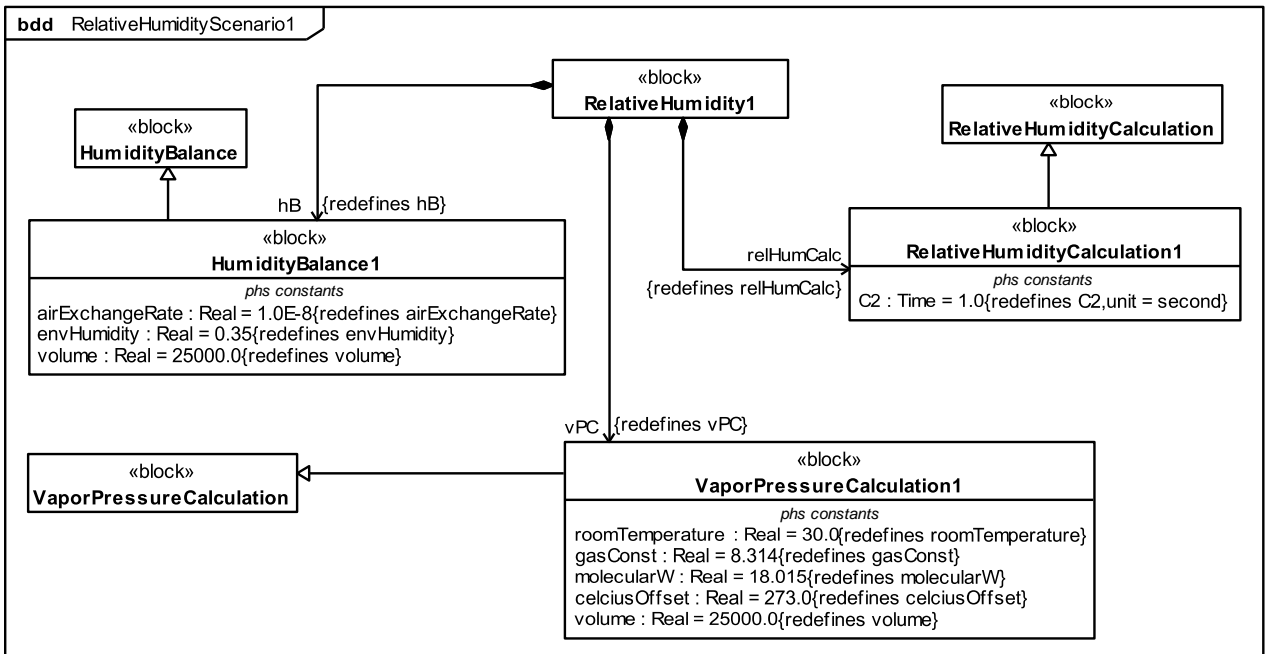 bdd RelativeHumidityScenario1
«block»
RelativeHumidity1
«block»
HumidityBalance
«block»
RelativeHumidityCalculation
hB {redefines hB}
«block»
HumidityBalance1
phs constants
airExchangeRate : Real = 1.0E-8{redefines airExchangeRate}
envHumidity : Real = 0.35{redefines envHumidity}
volume : Real = 25000.0{redefines volume}
relHumCalc
{redefines relHumCalc}
«block»
RelativeHumidityCalculation1
phs constants
C2 : Time = 1.0{redefines C2,unit = second}
vPC {redefines vPC}
«block»
VaporPressureCalculation
«block»
VaporPressureCalculation1
phs constants
roomTemperature : Real = 30.0{redefines roomTemperature}
gasConst : Real = 8.314{redefines gasConst}
molecularW : Real = 18.015{redefines molecularW}
celciusOffset : Real = 273.0{redefines celciusOffset}
volume : Real = 25000.0{redefines volume}